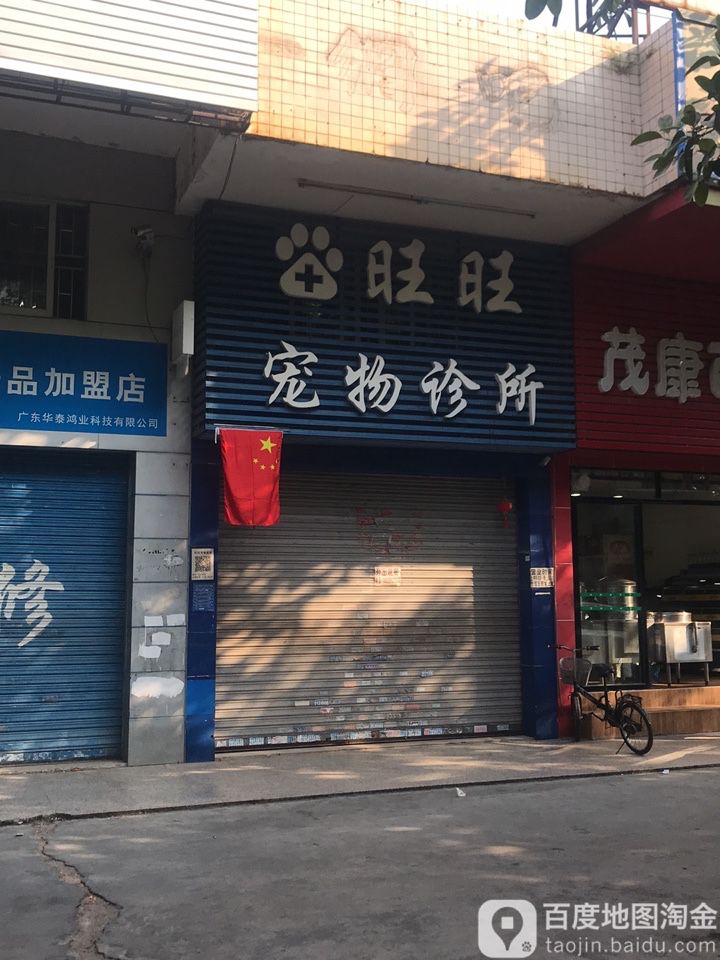 旺旺
宠物诊所
品加盟店
广东华泰鸿业科技有限公司
修
茂康
百度地图淘金
taojin.baidu.com